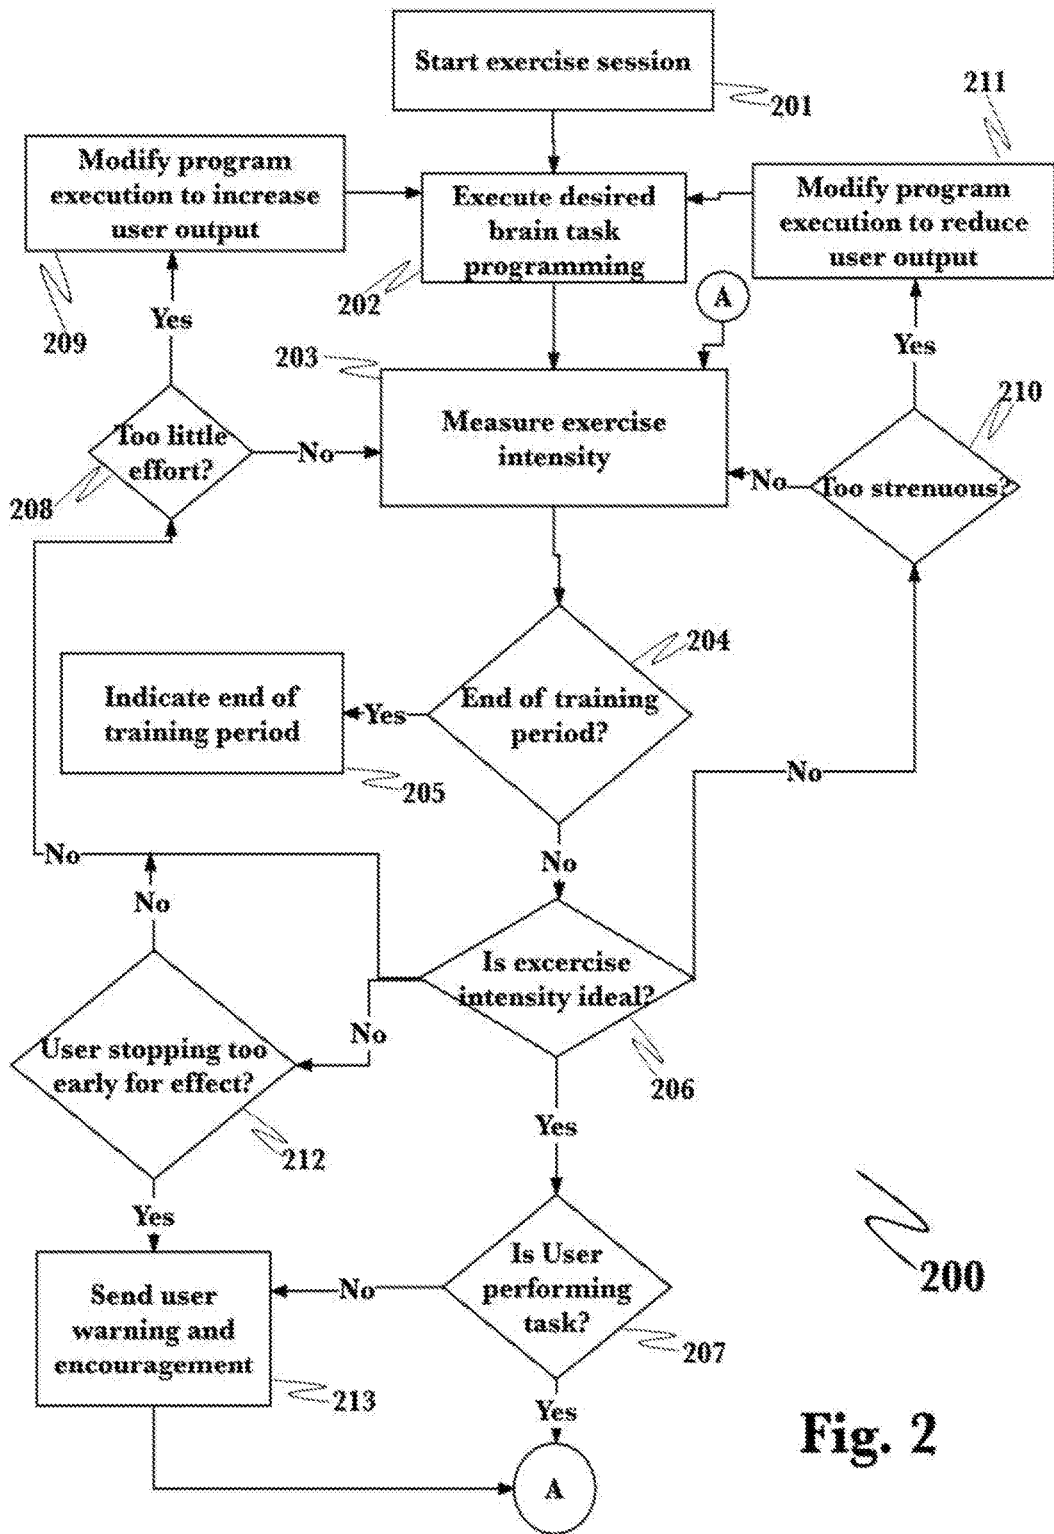 Start exercise session
201
211
Modify program
execution to increase
user output
Execute desired
brain task
programming
Modify program
execution to reduce
user output
202
A
209
Yes
Yes
203
210
Measure exercise
intensity
Too little
effort?
No
No
Too strenuous?
208
204
Indicate end of
training period
Yes
End of training
period?
205
No
No
No
No
Is excercise
intensity ideal?
No
User stopping too
early for effect?
206
212
Yes
Yes
Is User
performing
task?
200
Send user
warning and
encouragement
No
207
213
Yes
Fig. 2
A